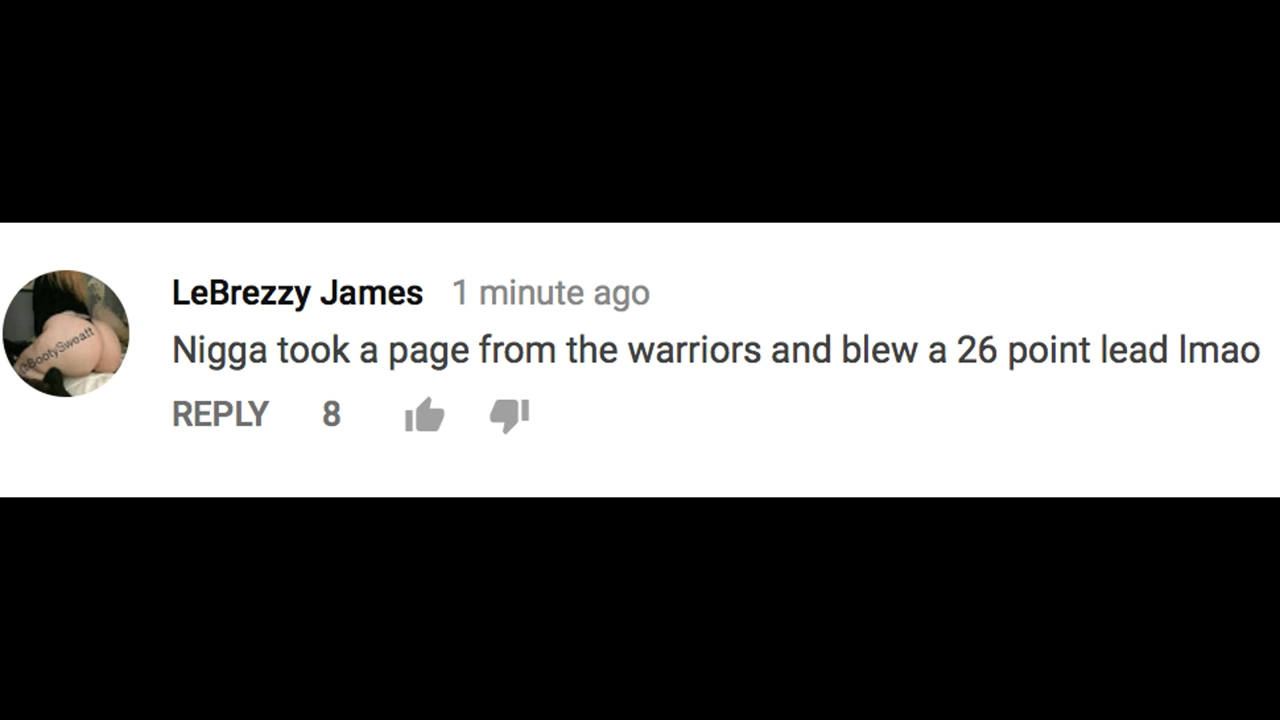 LeBrezzy James 1 minute ago
Nigga took a page from the warriors and blew a 26 point lead lmao
REPLY 8
@BootySweatt